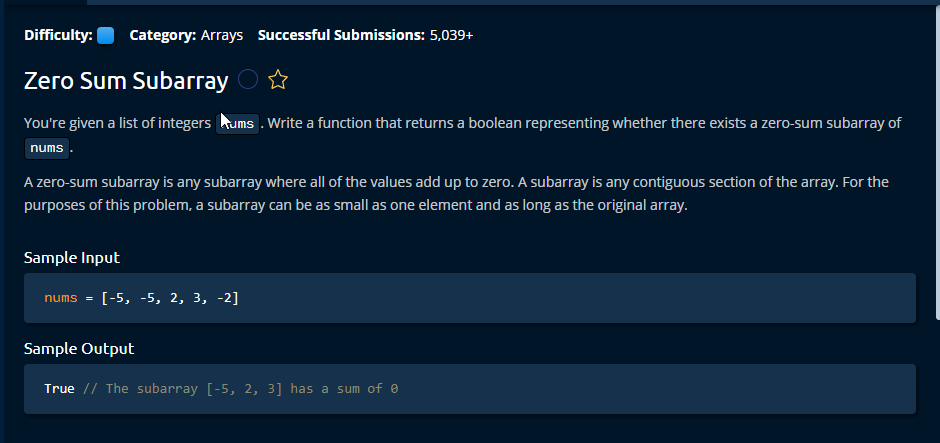 Difficulty: Category: Arrays Successful Submissions: 5,039+
Zero Sum Subarray
You're given a list of integers nums . Write a function that returns a boolean representing whether there exists a zero-sum subarray of
nums .
A zero-sum subarray is any subarray where all of the values add up to zero. A subarray is any contiguous section of the array. For the
purposes of this problem, a subarray can be as small as one element and as long as the original array.
Sample Input
nums = [-5, -5, 2, 3, -2]
Sample Output
True // The subarray [-5, 2, 3] has a sum of 0